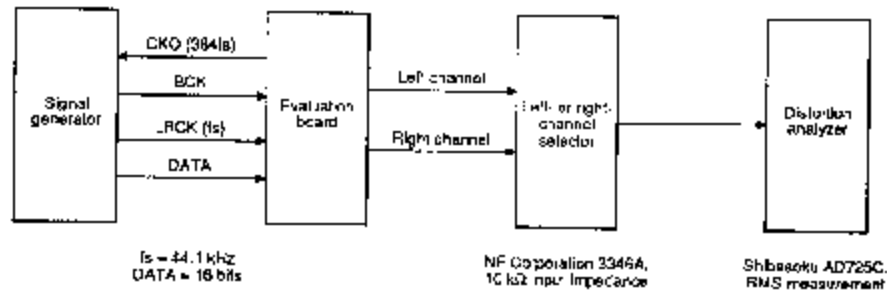 CKO (384fs)
BCK
LRCK (fs)
DATA
Signal
generator
Evaluation
board
Left channel
Right channel
Left- or right-
channel
selector
Distortion
analyzer
fs = 44.1 kHz
DATA = 16 bits
NF Corporation 3346A,
10 kΩ input impedance
Shibasoku AD725C,
RMS measurement